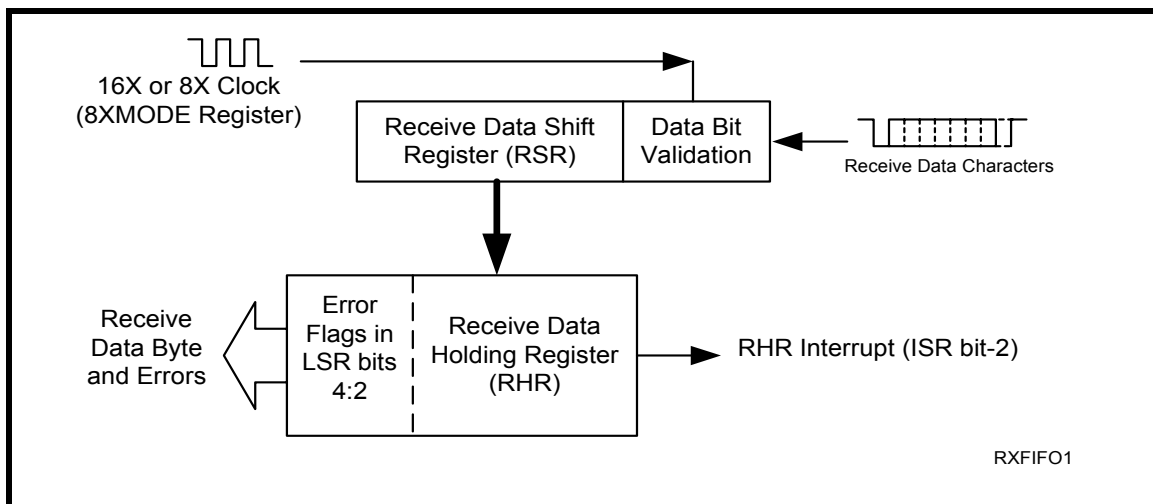 16X or 8X Clock
(8XMODE Register)
Receive Data Shift
Register (RSR)
Data Bit
Validation
Receive Data Characters
Receive
Data Byte
and Errors
Error
Flags in
LSR bits
4:2
Receive Data
Holding Register
(RHR)
RHR Interrupt (ISR bit-2)
RXFIFO1